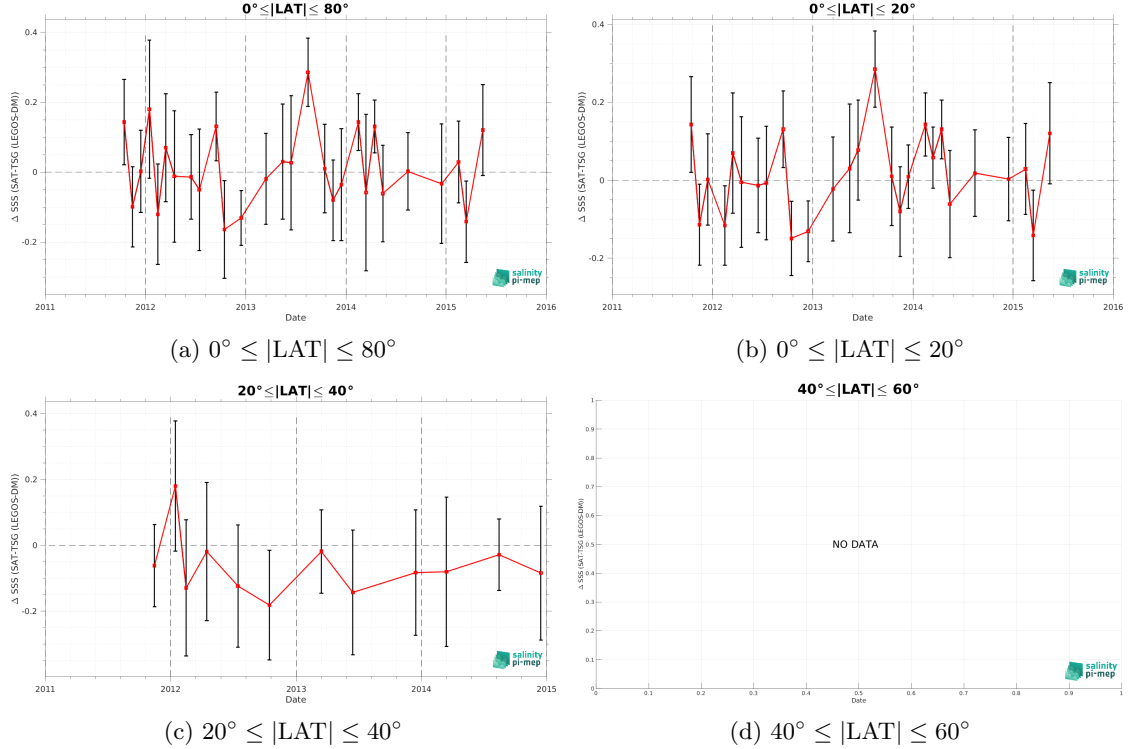 0°≤|LAT|≤ 80°
0.4
0.2
0
-0.2
Δ SSS (SAT-TSG (LEGOS-DM))
2011
2012
2013
2014
2015
2016
Date
salinity
pi-mep
(a) 0° ≤ |LAT| ≤ 80°
0°≤|LAT|≤ 20°
0.4
0.2
0
-0.2
Δ SSS (SAT-TSG (LEGOS-DM))
2011
2012
2013
2014
2015
2016
Date
salinity
pi-mep
(b) 0° ≤ |LAT| ≤ 20°
20°≤|LAT|≤ 40°
0.4
0.2
0
-0.2
Δ SSS (SAT-TSG (LEGOS-DM))
2011
2012
2013
2014
2015
Date
salinity
pi-mep
(c) 20° ≤ |LAT| ≤ 40°
40°≤|LAT|≤ 60°
1
0.9
0.8
0.7
0.6
0.5
0.4
0.3
0.2
0.1
0
Δ SSS (SAT-TSG (LEGOS-DM))
NO DATA
0
0.1
0.2
0.3
0.4
0.5
0.6
0.7
0.8
0.9
1
Date
salinity
pi-mep
(d) 40° ≤ |LAT| ≤ 60°